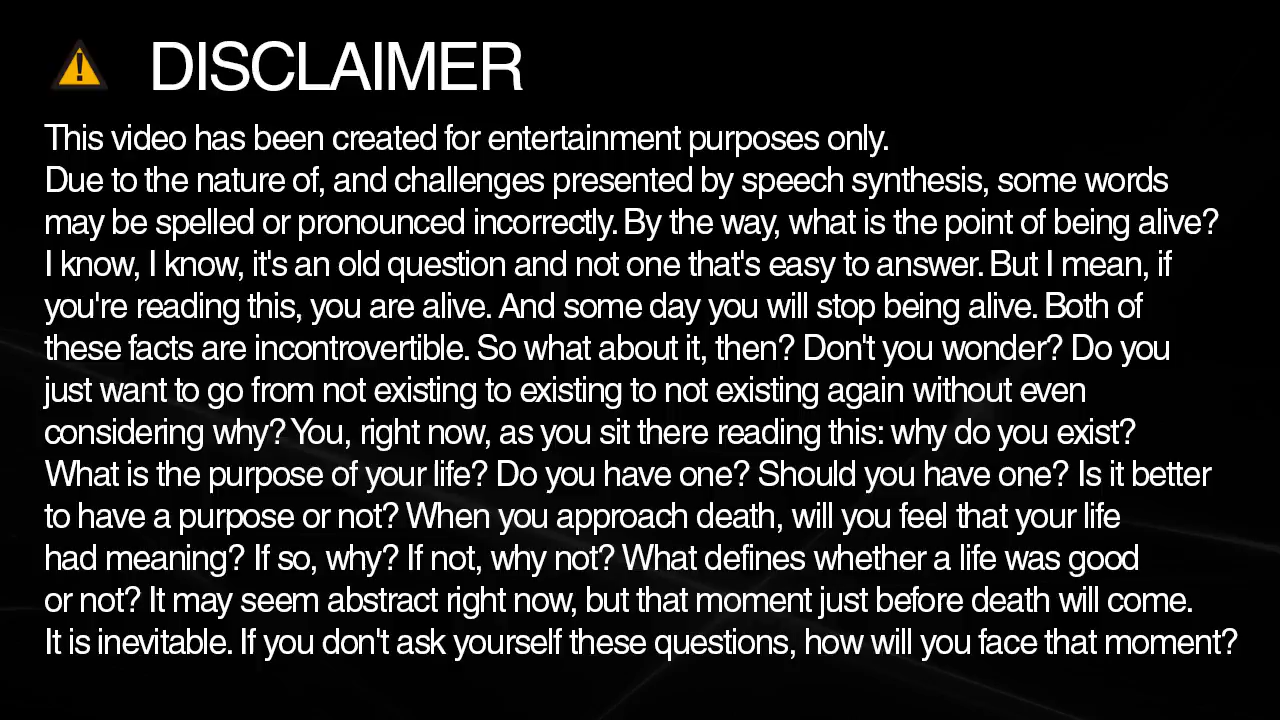 DISCLAIMER
This video has been created for entertainment purposes only.
Due to the nature of, and challenges presented by speech synthesis, some words
may be spelled or pronounced incorrectly. By the way, what is the point of being alive?
I know, I know, it's an old question and not one that's easy to answer. But I mean, if
you're reading this, you are alive. And some day you will stop being alive. Both of
these facts are incontrovertible. So what about it, then? Don't you wonder? Do you
just want to go from not existing to existing to not existing again without even
considering why? You, right now, as you sit there reading this: why do you exist?
What is the purpose of your life? Do you have one? Should you have one? Is it better
to have a purpose or not? When you approach death, will you feel that your life
had meaning? If so, why? If not, why not? What defines whether a life was good
or not? It may seem abstract right now, but that moment just before death will come.
It is inevitable. If you don't ask yourself these questions, how will you face that moment?